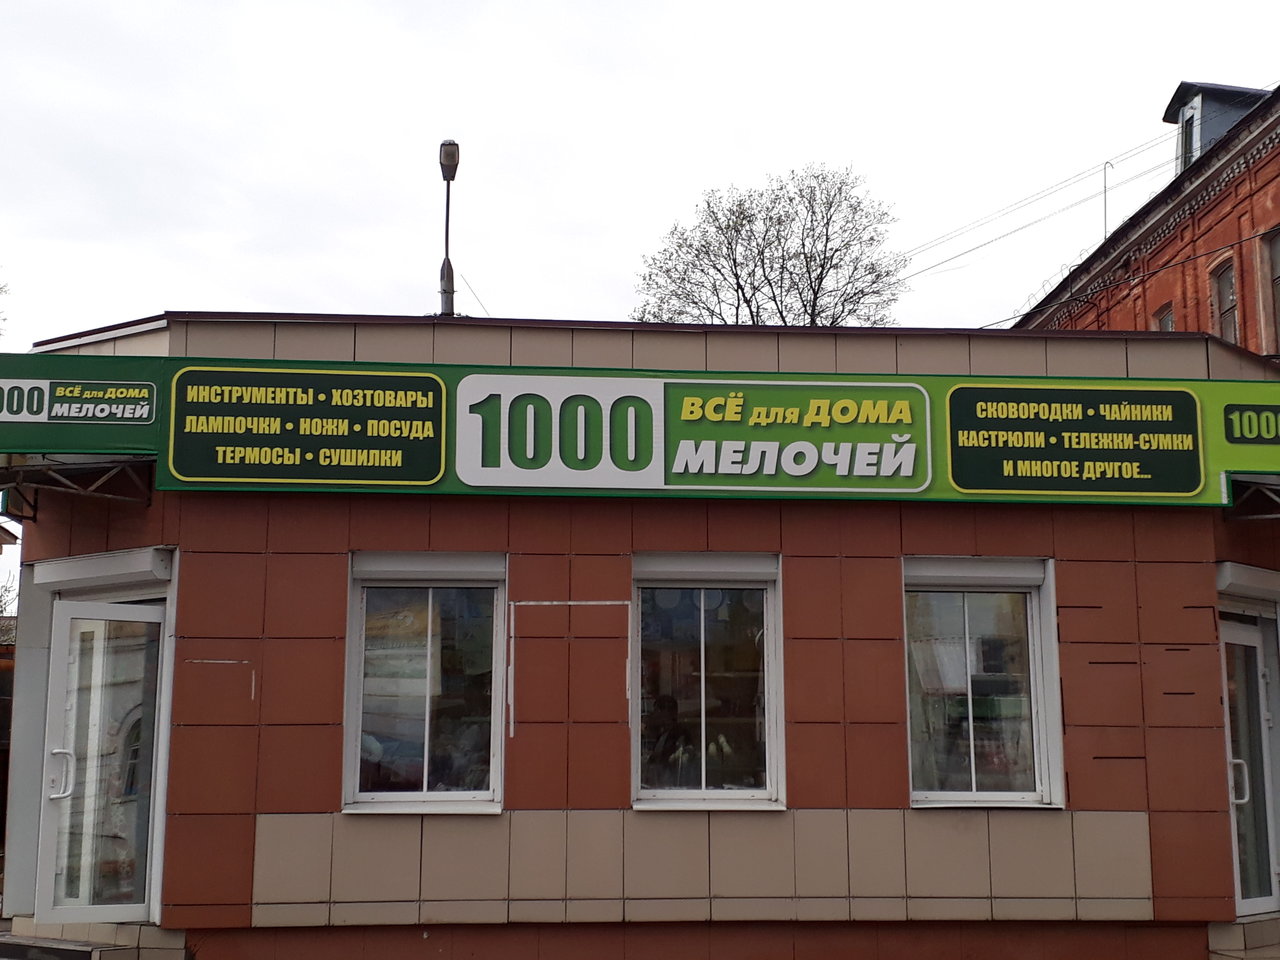 000 ВСЁ для ДОМА
МЕЛОЧЕЙ
ИНСТРУМЕНТЫ • ХОЗТОВАРЫ
ЛАМПОЧКИ • НОЖИ • ПОСУДА
ТЕРМОСЫ • СУШИЛКИ
1000 ВСЁ для ДОМА
МЕЛОЧЕЙ
СКОВОРОДКИ • ЧАЙНИКИ
КАСТРЮЛИ • ТЕЛЕЖКИ-СУМКИ
И МНОГОЕ ДРУГОЕ...
1000